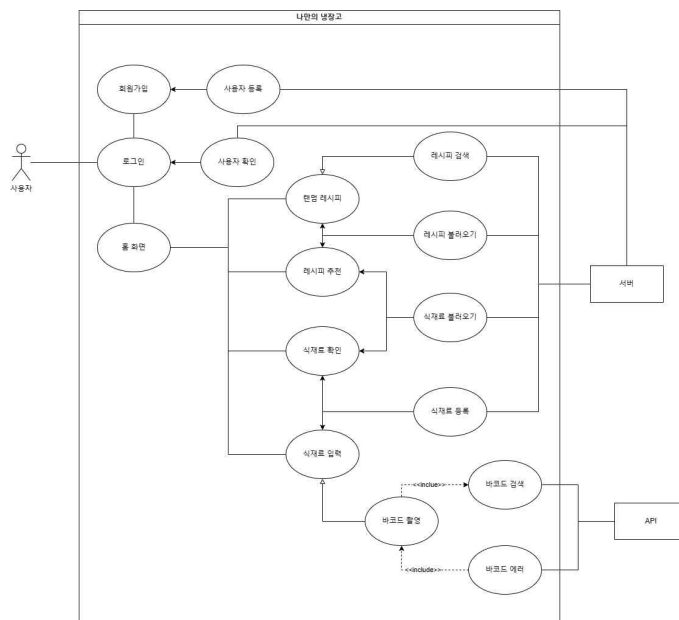 나만의 냉장고
회원가입
사용자 등록
로그인
사용자 확인
사용자
홈 화면
레시피 검색
랜덤 레시피
레시피 불러오기
레시피 추천
서버
식재료 불러오기
식재료 확인
식재료 등록
식재료 입력
<<inclue>>
바코드 검색
바코드 촬영
API
<<include>>
바코드 에러